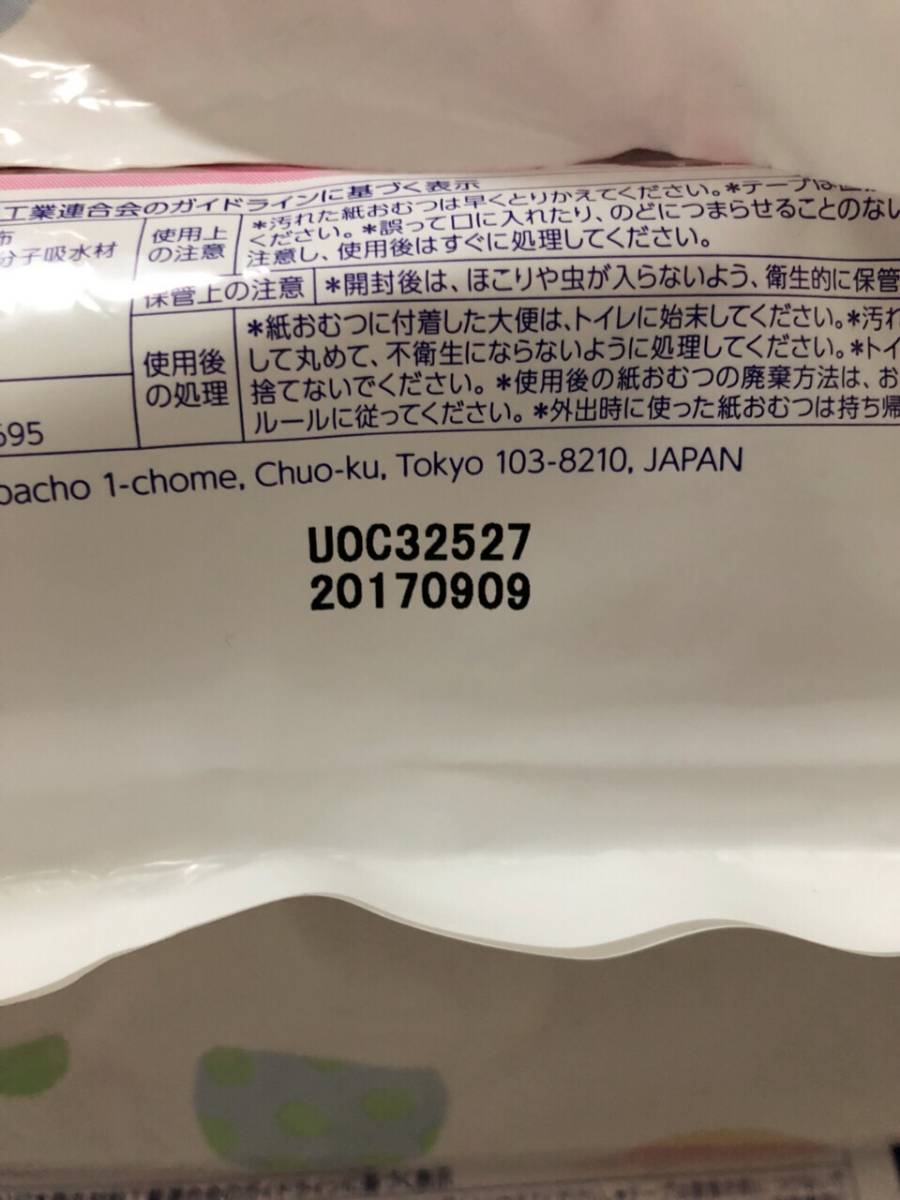 工業連合会のガイドラインに基づく表示
布
分子吸水材
使用上
の注意
*汚れた紙おむつは早くとりかえてください。*テープは
ください。*誤って口に入れたり、のどにつまらせることのない
注意し、使用後はすぐに処理してください。
保管上の注意
*開封後は、ほこりや虫が入らないよう、衛生的に保管
使用後
の処理
*紙おむつに付着した大便は、トイレに始末してください。*汚れ
して丸めて、不衛生にならないように処理してください。*トイ
捨てないでください。*使用後の紙おむつの廃棄方法は、お
ルールに従ってください。*外出時に使った紙おむつは持ち帰
695
bacho 1-chome, Chuo-ku, Tokyo 103-8210, JAPAN
UOC32527
20170909